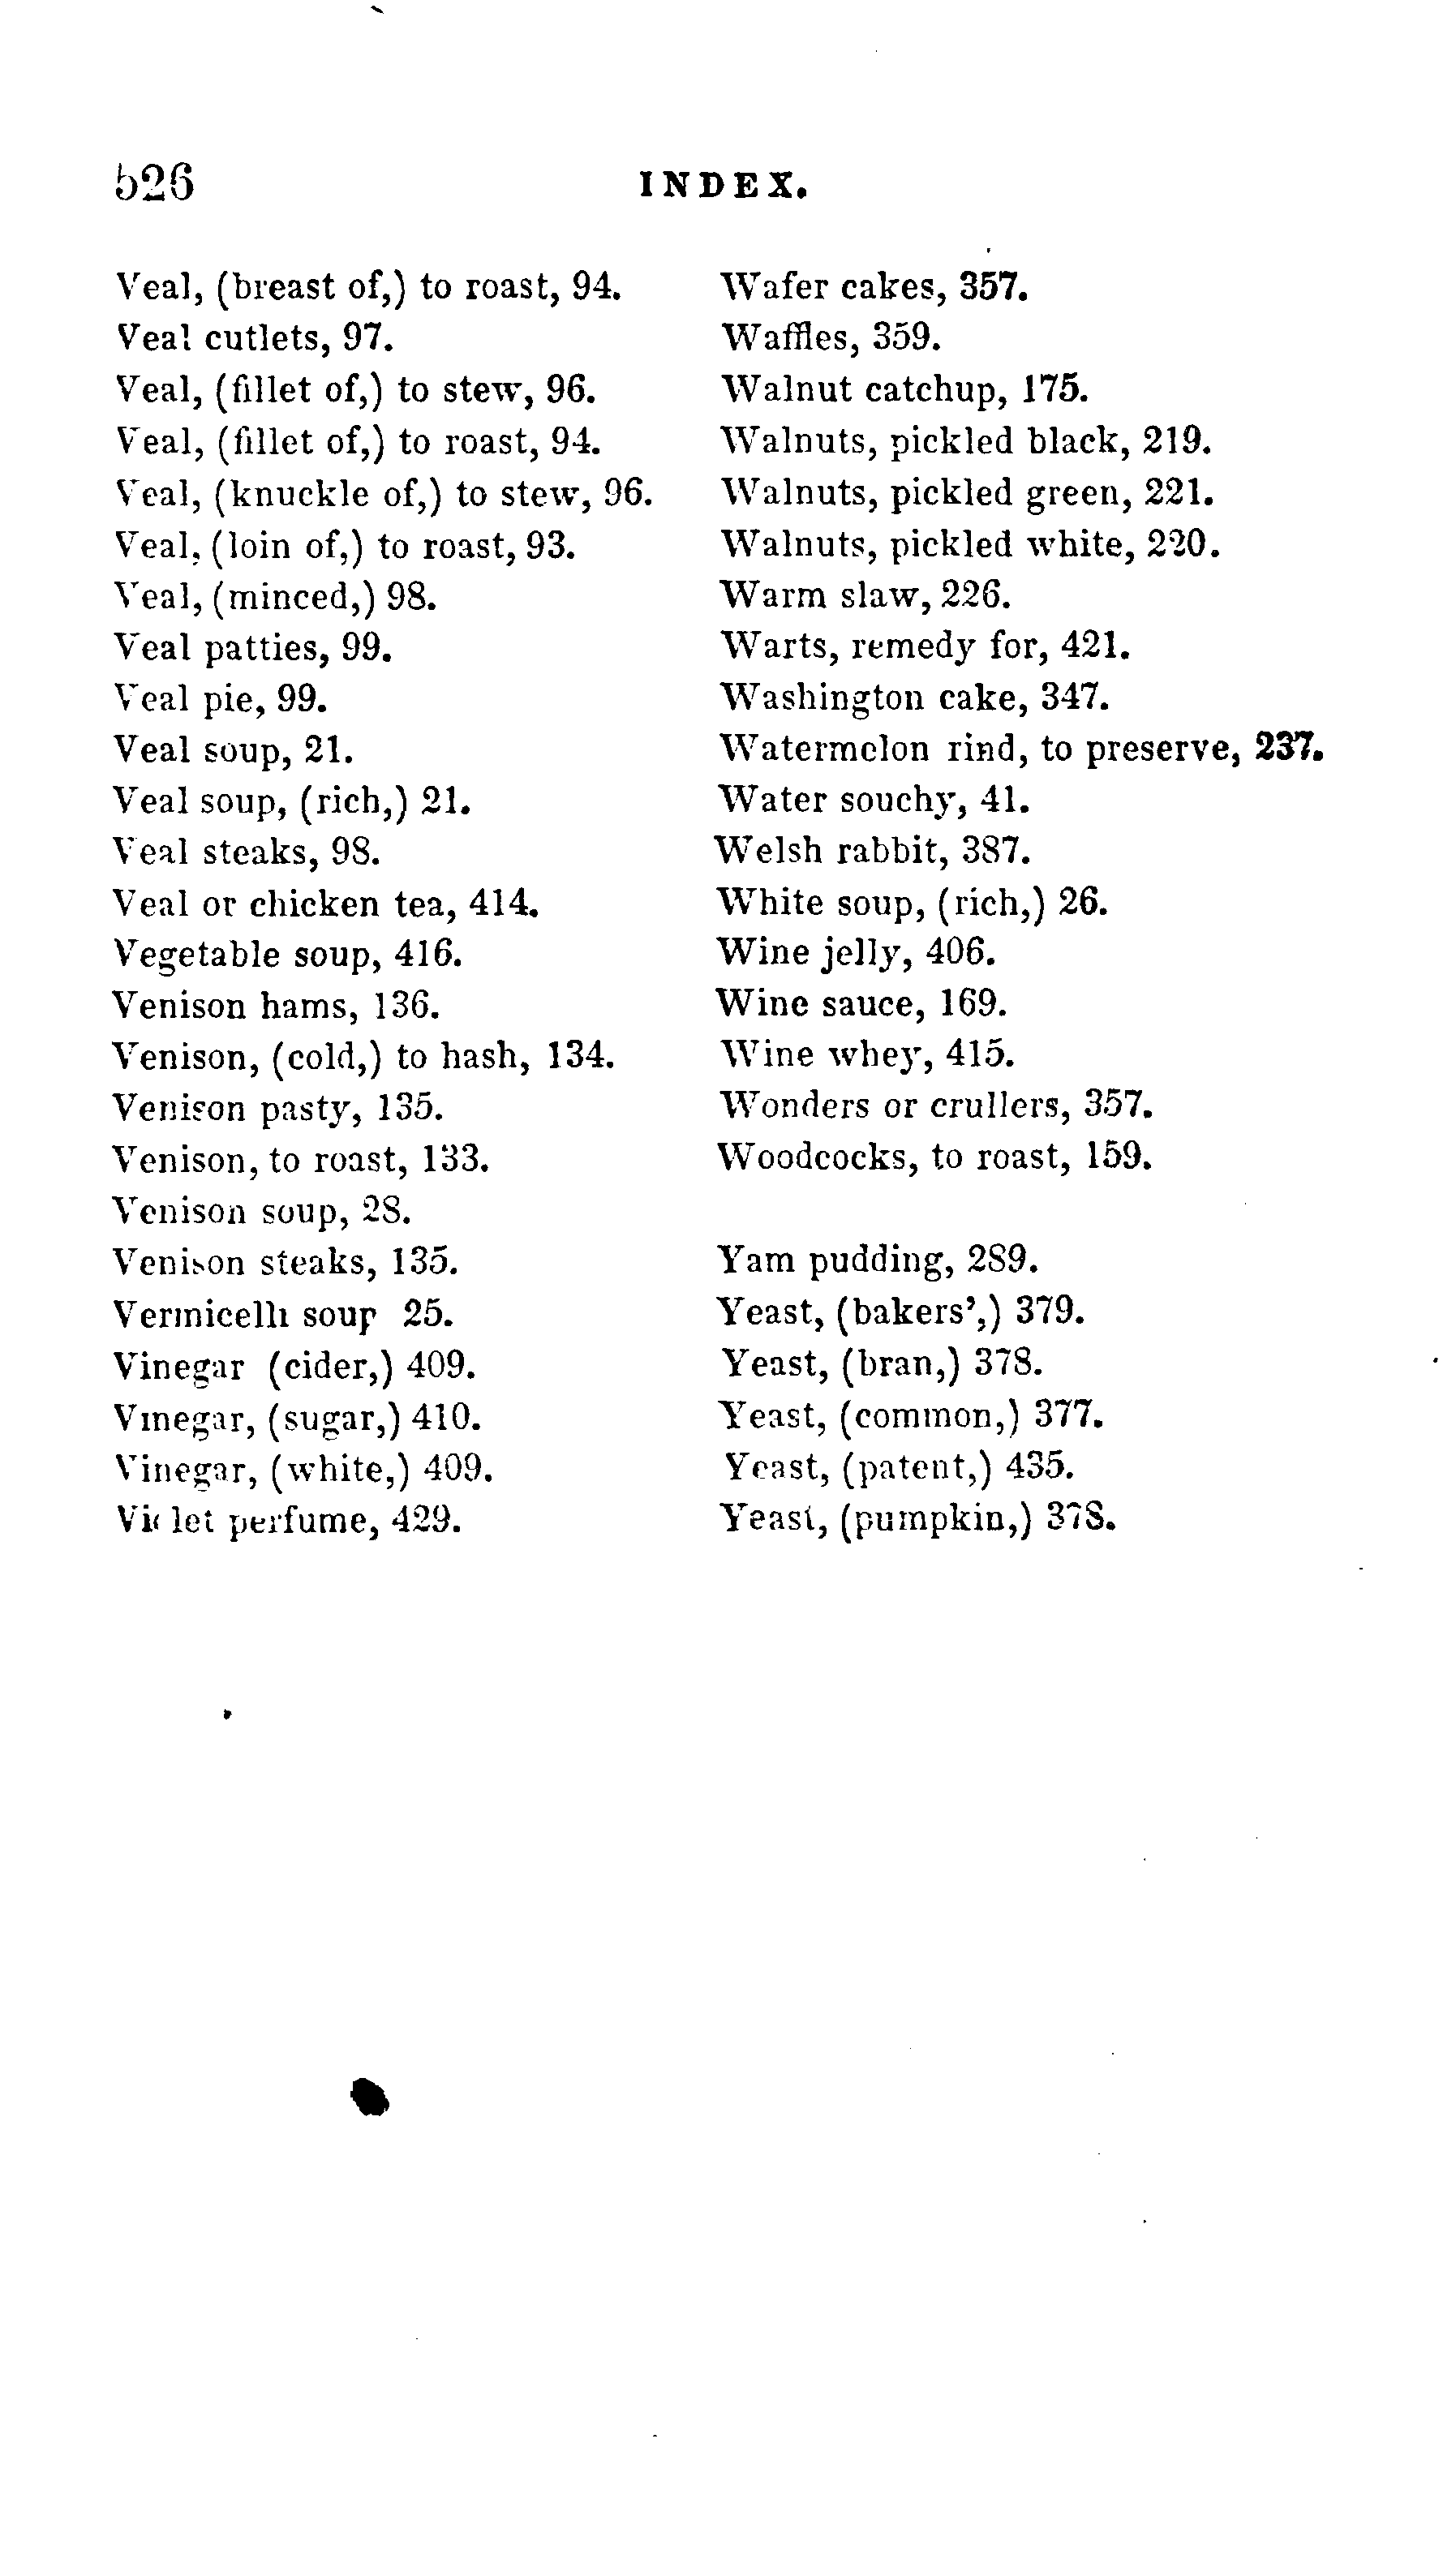 526
INDEX.
Veal, (breast of,) to roast, 94.
Veal cutlets, 97.
Veal, (fillet of,) to stew, 96.
Veal, (fillet of,) to roast, 94.
Veal, (knuckle of,) to stew, 96.
Veal, (loin of,) to roast, 93.
Veal, (minced,) 98.
Veal patties, 99.
Veal pie, 99.
Veal soup, 21.
Veal soup, (rich,) 21.
Veal steaks, 98.
Veal or chicken tea, 414.
Vegetable soup, 416.
Venison hams, 136.
Venison, (cold,) to hash, 134.
Venison pasty, 135.
Venison, to roast, 133.
Venison soup, 28.
Venison steaks, 135.
Vermicelli soup 25.
Vinegar (cider,) 409.
Vinegar, (sugar,) 410.
Vinegar, (white,) 409.
Violet perfume, 429.
Wafer cakes, 357.
Waffles, 359.
Walnut catchup, 175.
Walnuts, pickled black, 219.
Walnuts, pickled green, 221.
Walnuts, pickled white, 220.
Warm slaw, 226.
Warts, remedy for, 421.
Washington cake, 347.
Watermelon rind, to preserve, 237.
Water souchy, 41.
Welsh rabbit, 387.
White soup, (rich,) 26.
Wine jelly, 406.
Wine sauce, 169.
Wine whey, 415.
Wonders or crullers, 357.
Woodcocks, to roast, 159.
Yam pudding, 289.
Yeast, (bakers',) 379.
Yeast, (bran,) 378.
Yeast, (common,) 377.
Yeast, (patent,) 435.
Yeast, (pumpkin,) 378.